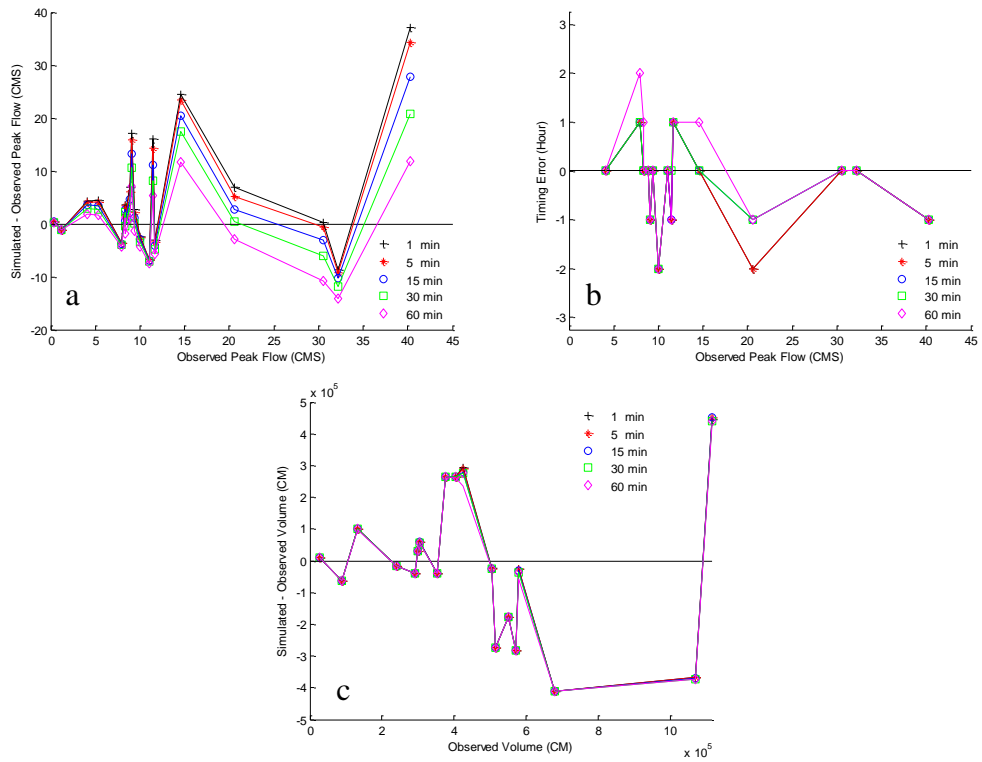 40
30
20
10
0
-10
-20
Simulated - Observed Peak Flow (CMS)
0 5 10 15 20 25 30 35 40 45
Observed Peak Flow (CMS)
1 min
5 min
15 min
30 min
60 min
a
3
2
1
0
-1
-2
-3
Timing Error (Hour)
0 5 10 15 20 25 30 35 40 45
Observed Peak Flow (CMS)
1 min
5 min
15 min
30 min
60 min
b
x 10^5
5
4
3
2
1
0
-1
-2
-3
-4
-5
Simulated - Observed Volume (CM)
0 2 4 6 8 10
Observed Volume (CM)
x 10^5
1 min
5 min
15 min
30 min
60 min
c